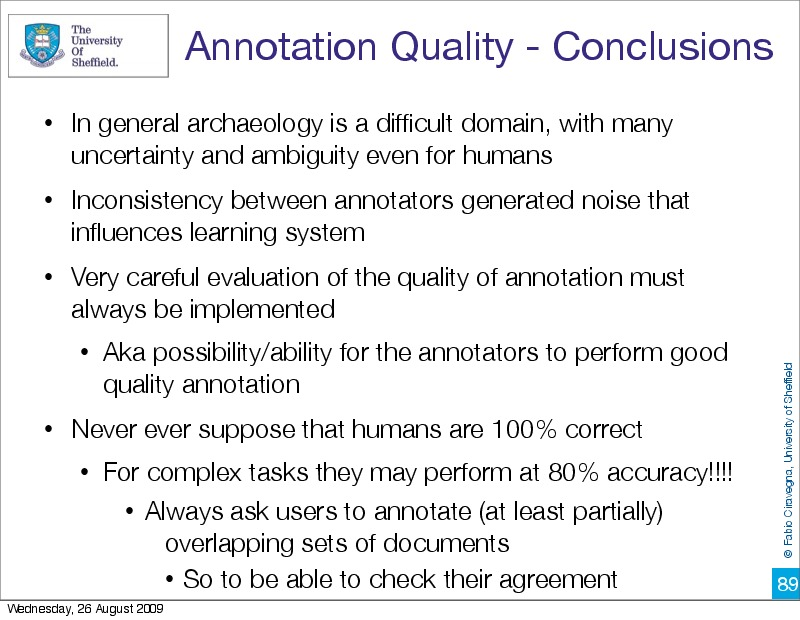 The
University
Of
Sheffield.
Annotation Quality - Conclusions
• In general archaeology is a difficult domain, with many
uncertainty and ambiguity even for humans
• Inconsistency between annotators generated noise that
influences learning system
• Very careful evaluation of the quality of annotation must
always be implemented
• Aka possibility/ability for the annotators to perform good
quality annotation
• Never ever suppose that humans are 100% correct
• For complex tasks they may perform at 80% accuracy!!!!
• Always ask users to annotate (at least partially)
overlapping sets of documents
• So to be able to check their agreement
© Fabio Ciravegna, University of Sheffield
89
Wednesday, 26 August 2009